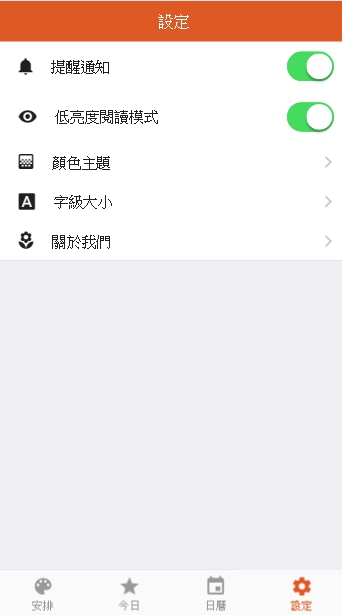 設定
提醒通知
低亮度閱讀模式
顏色主題
字級大小
關於我們
安排
今日
日曆
設定